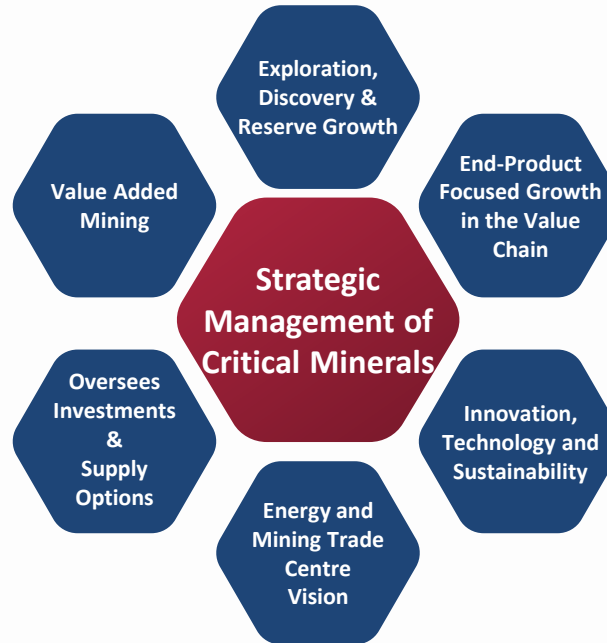 Exploration,
Discovery &
Reserve Growth
End-Product
Focused Growth
in the Value
Chain
Value Added
Mining
Strategic
Management of
Critical Minerals
Oversees
Investments
&
Supply
Options
Innovation,
Technology and
Sustainability
Energy and
Mining Trade
Centre
Vision